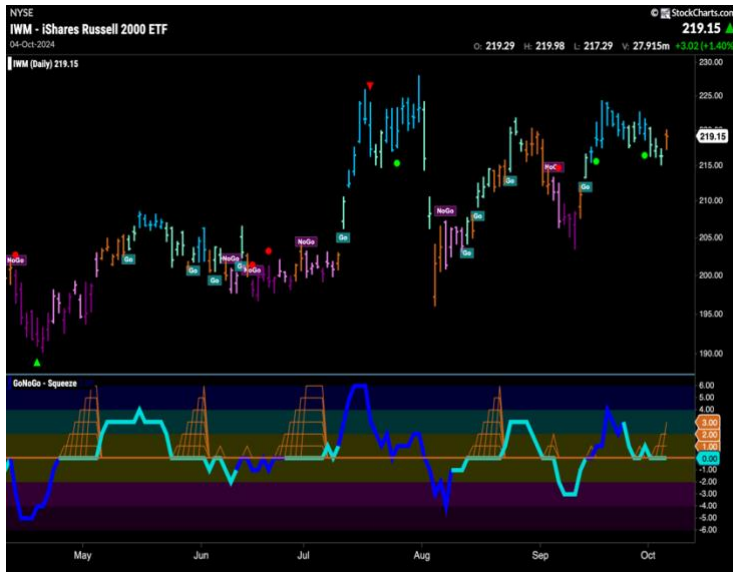 NYSE
© StockCharts.com
IWM - iShares Russell 2000 ETF
219.15
04-Oct-2024
O: 219.29 H: 219.98 L: 217.29 V: 27.915m +3.02 (+1.40%
IWM (Daily) 219.15
230.00
225.00
219.15
215.00
210.00
205.00
200.00
195.00
190.00
NoGo
Go
Go
Go
NoGo
NoGo
NoGo
Go
NoGo
Go
Go
Go
Go
GoNoGo - Squeeze
6.00
5.00
4.00
3.00
2.00
1.00
0.00
-1.00
-2.00
-3.00
-4.00
-5.00
-6.00
May Jun Jul Aug Sep Oct